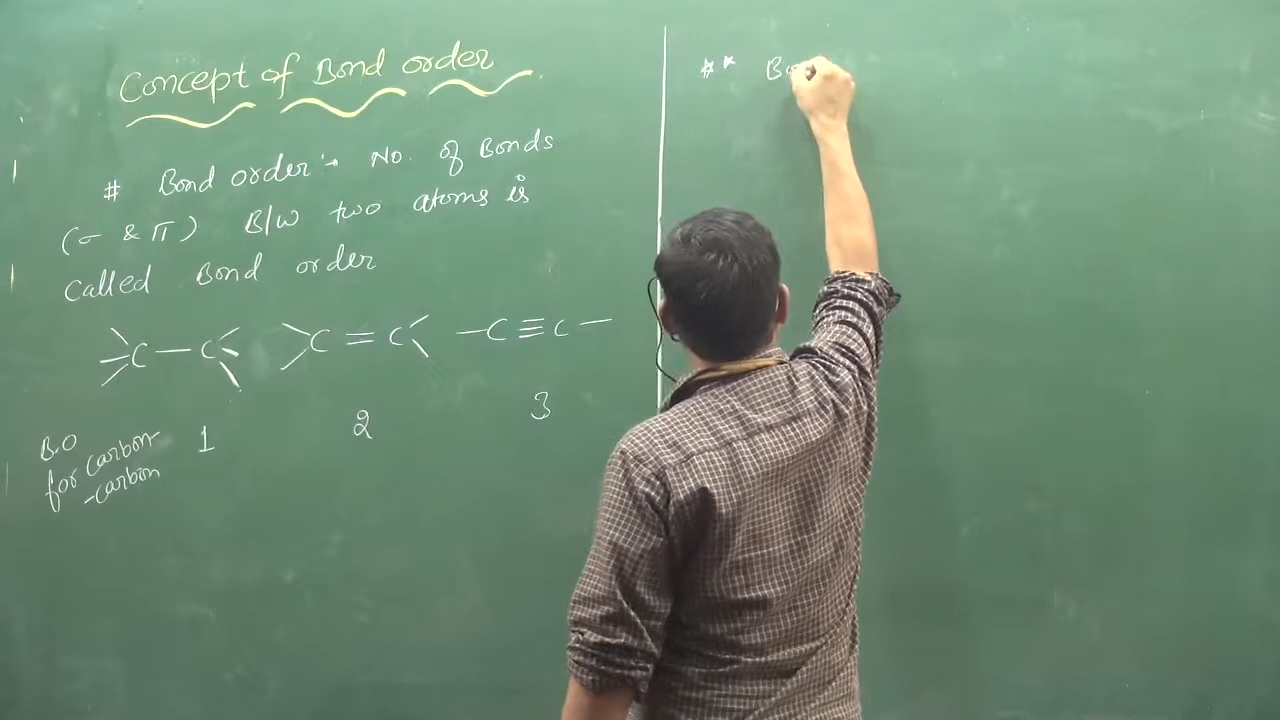 Concept of Bond order
# Bond order :→ No. of Bonds
(σ & π) B/W two atoms is
called Bond order
C — C   C = C   — C ≡ C —
B.O for carbon-carbon 1 2 3
** Bo